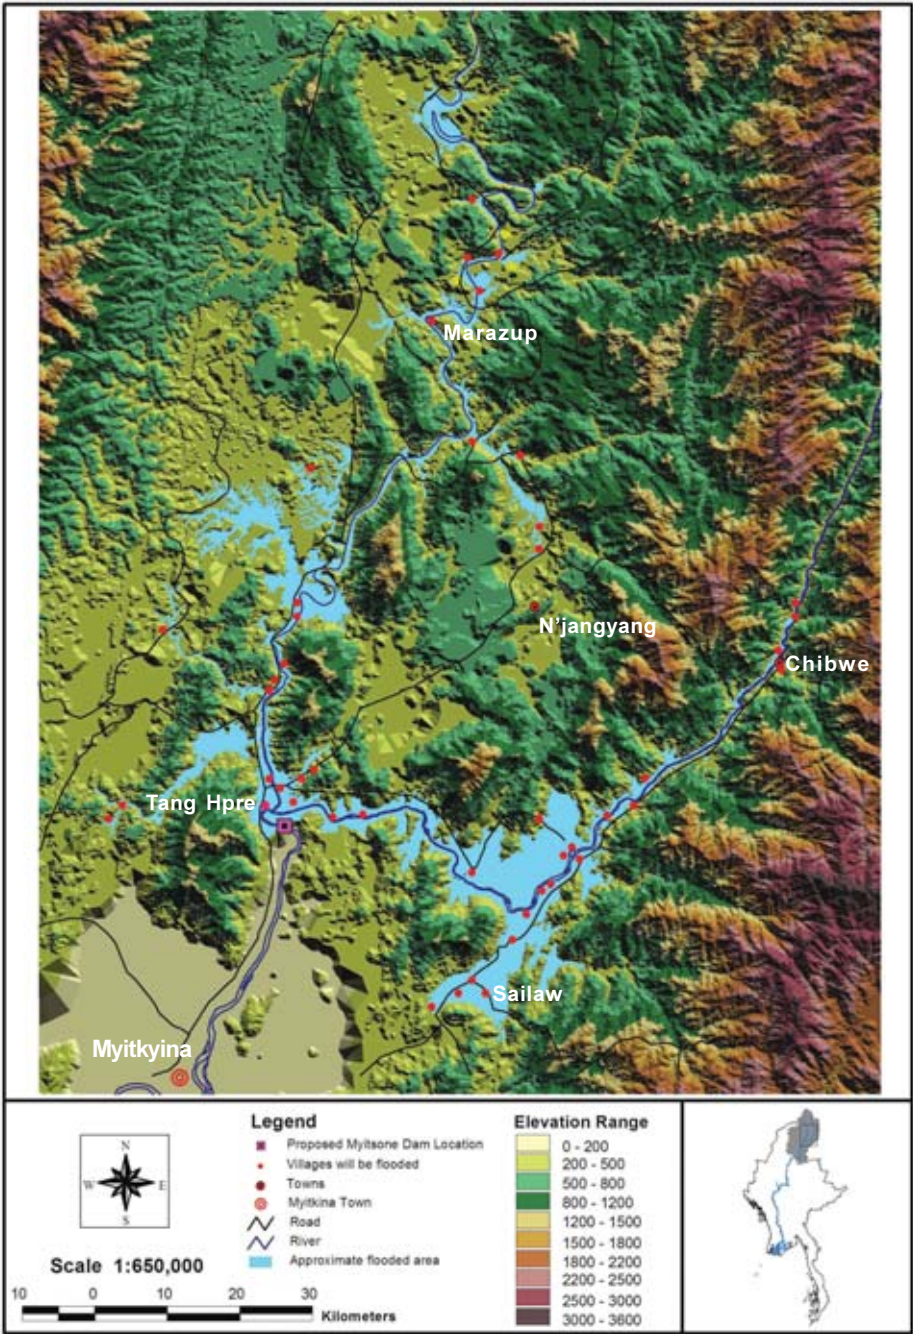 Marazup
N'jangyang
Chibwe
Tang Hpre
Sailaw
Myitkyina
N
W E
S
Scale 1:650,000
10 0 10 20 30
Kilometers
Legend
Proposed Myitsone Dam Location
Villages will be flooded
Towns
Myitkina Town
Road
River
Approximate flooded area
Elevation Range
0 - 200
200 - 500
500 - 800
800 - 1200
1200 - 1500
1500 - 1800
1800 - 2200
2200 - 2500
2500 - 3000
3000 - 3600